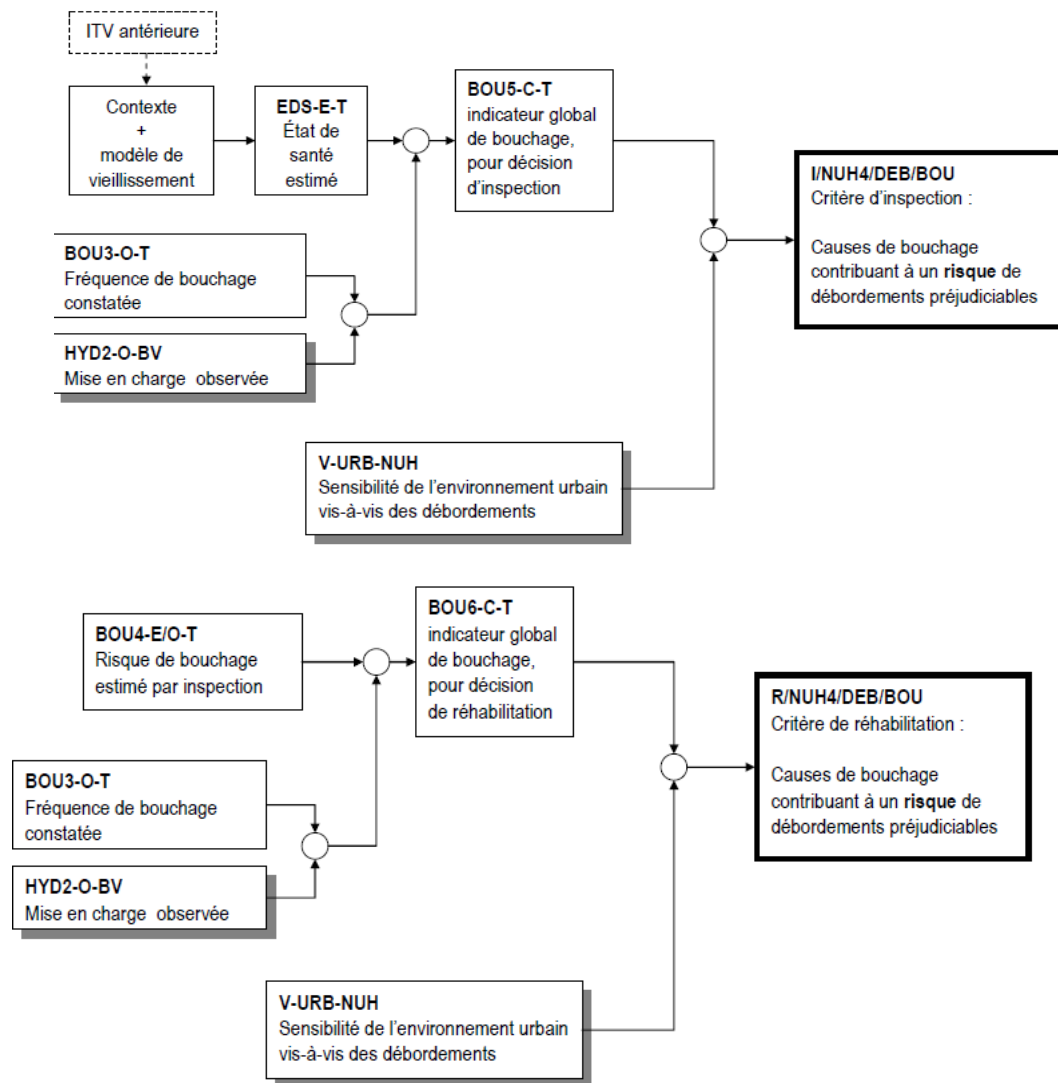 ITV antérieure
Contexte
+
modèle de
vieillissement
EDS-E-T
État de
santé
estimé
BOU5-C-T
indicateur global
de bouchage,
pour décision
d'inspection
I/NUH4/DEB/BOU
Critère d'inspection :
Causes de bouchage
contribuant à un risque de
débordements préjudiciables
BOU3-O-T
Fréquence de bouchage
constatée
HYD2-O-BV
Mise en charge observée
V-URB-NUH
Sensibilité de l'environnement urbain
vis-à-vis des débordements
BOU4-E/O-T
Risque de bouchage
estimé par inspection
BOU6-C-T
indicateur global
de bouchage,
pour décision
de réhabilitation
R/NUH4/DEB/BOU
Critère de réhabilitation :
Causes de bouchage
contribuant à un risque de
débordements préjudiciables
BOU3-O-T
Fréquence de bouchage
constatée
HYD2-O-BV
Mise en charge observée
V-URB-NUH
Sensibilité de l'environnement urbain
vis-à-vis des débordements